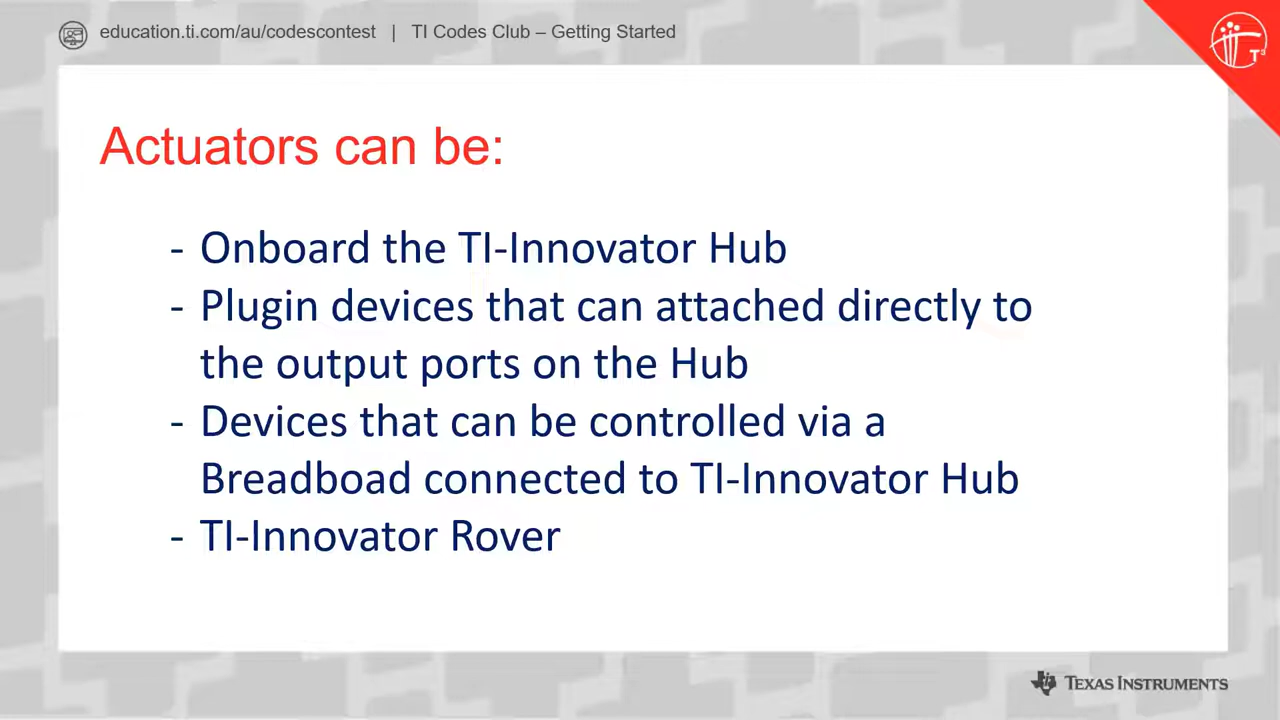 education.ti.com/au/codescontest | TI Codes Club – Getting Started
T³
Actuators can be:
- Onboard the TI-Innovator Hub
- Plugin devices that can attached directly to
the output ports on the Hub
- Devices that can be controlled via a
Breadboad connected to TI-Innovator Hub
- TI-Innovator Rover
TEXAS INSTRUMENTS